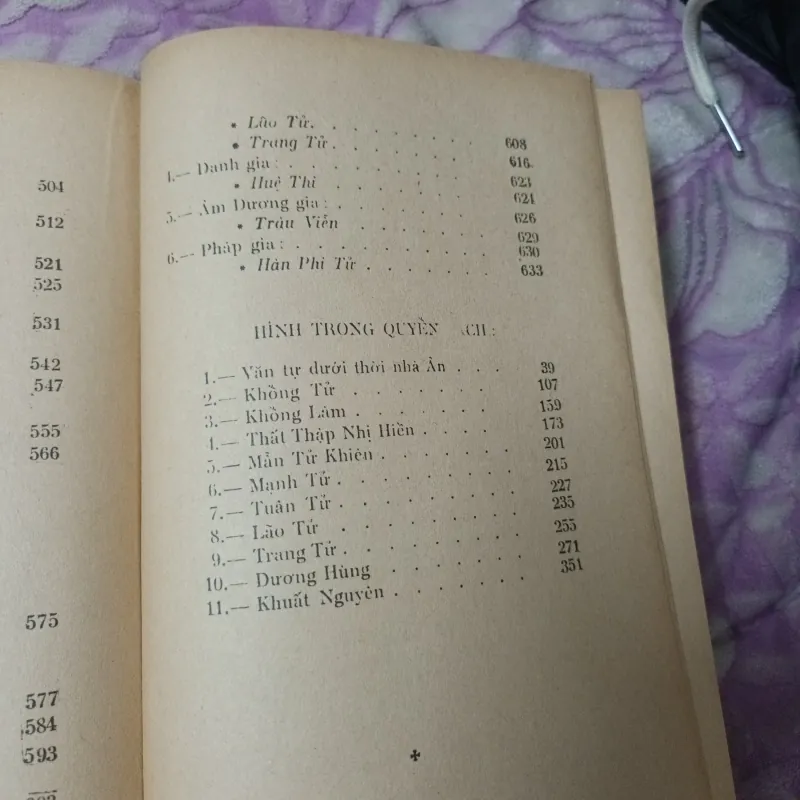 504
512
521
525
531
542
547
555
566
575
577
584
593
• Lão Tử. . . . . . . . 608
• Trang Tử. . . . . . . 616.
4.— Danh gia: . . . . . . . 623
• Huệ Thi . . . . . . . 621
5.— Âm Dương gia: . . . . . . 626
• Trâu Viễn . . . . . . 629
6.— Pháp gia: . . . . . . . 630
• Hàn Phi Tử . . . . . . 633
HÌNH TRONG QUYỀN ACH:
1.— Văn tự dưới thời nhà Ân . . . 39
2.— Khổng Tử . . . . . . 107
3.— Khổng Lâm . . . . . . 159
4.— Thất Thập Nhị Hiền . . . . 173
5.— Mẫn Tử Khiên . . . . . 201
6.— Mạnh Tử . . . . . . 215
7.— Tuân Tử . . . . . . 227
8.— Lão Tử . . . . . . 235
9.— Trang Tử . . . . . . 255
10.— Dương Hùng . . . . . 271
11.— Khuất Nguyên . . . . . 351